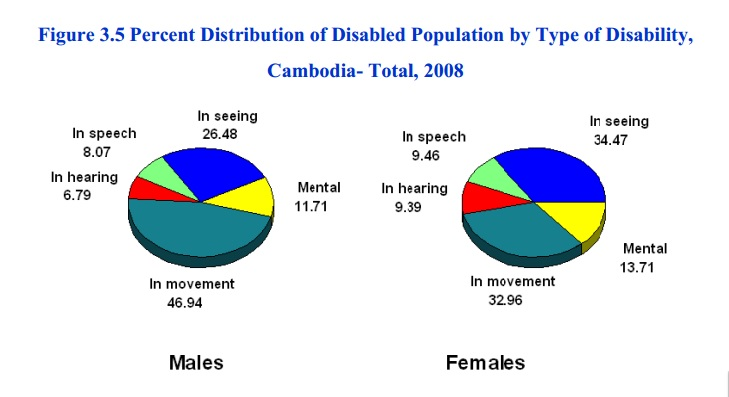 Figure 3.5 Percent Distribution of Disabled Population by Type of Disability,
Cambodia- Total, 2008
In seeing
26.48
In speech
8.07
In hearing
6.79
Mental
11.71
In movement
46.94
Males
In seeing
34.47
In speech
9.46
In hearing
9.39
Mental
13.71
In movement
32.96
Females